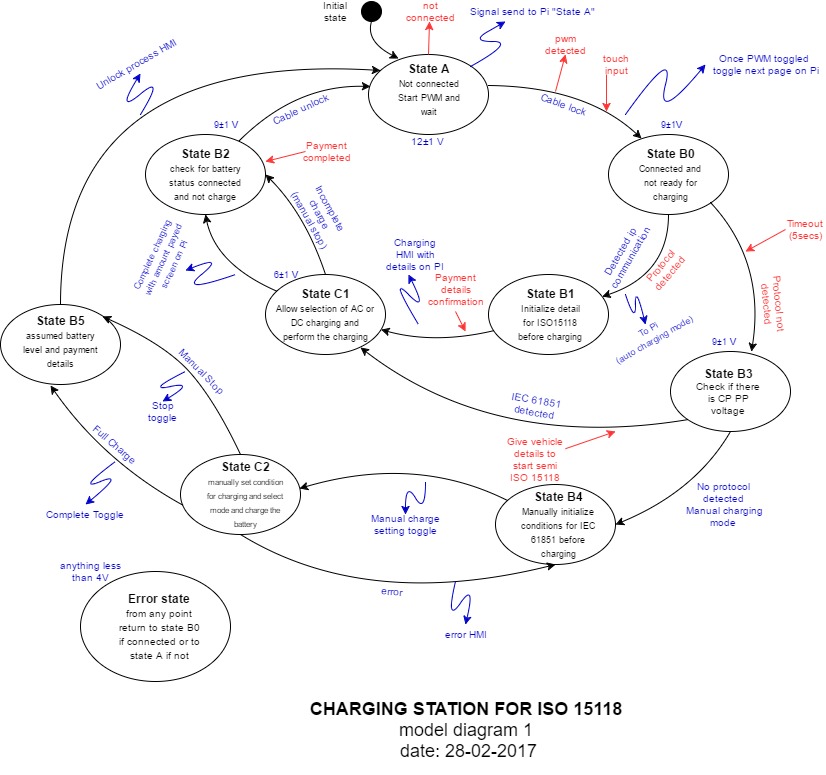 Initial
state
not
connected
Signal send to Pi "State A"
State A
Not connected
Start PWM and
wait
12±1 V
pwm
detected
touch
input
Once PWM toggled
toggle next page on Pi
Cable lock
Unlock process HMI
Cable unlock
9±1 V
State B2
check for battery
status connected
and not charge
Payment
completed
9±1V
State B0
Connected and
not ready for
charging
Timeout
(5secs)
Incomplete
charge
(manual stop)
Complete charging
with amount payed
screen on Pi
Charging
HMI with
details on PI
Detected ip
communication
Protocol
detected
Protocol not
detected
6±1 V
State C1
Allow selection of AC or
DC charging and
perform the charging
Payment
details
confirmation
State B1
Initialize detail
for ISO15118
before charging
To Pi
(auto charging mode)
State B5
assumed battery
level and payment
details
9±1 V
State B3
Check if there
is CP PP
voltage
Manual Stop
Stop
toggle
IEC 61851
detected
Give vehicle
details to
start semi
ISO 15118
Full Charge
Complete Toggle
State C2
manually set condition
for charging and select
mode and charge the
battery
Manual charge
setting toggle
State B4
Manually initialize
conditions for IEC
61851 before
charging
No protocol
detected
Manual charging
mode
error
error HMI
anything less
than 4V
Error state
from any point
return to state B0
if connected or to
state A if not
CHARGING STATION FOR ISO 15118
model diagram 1
date: 28-02-2017